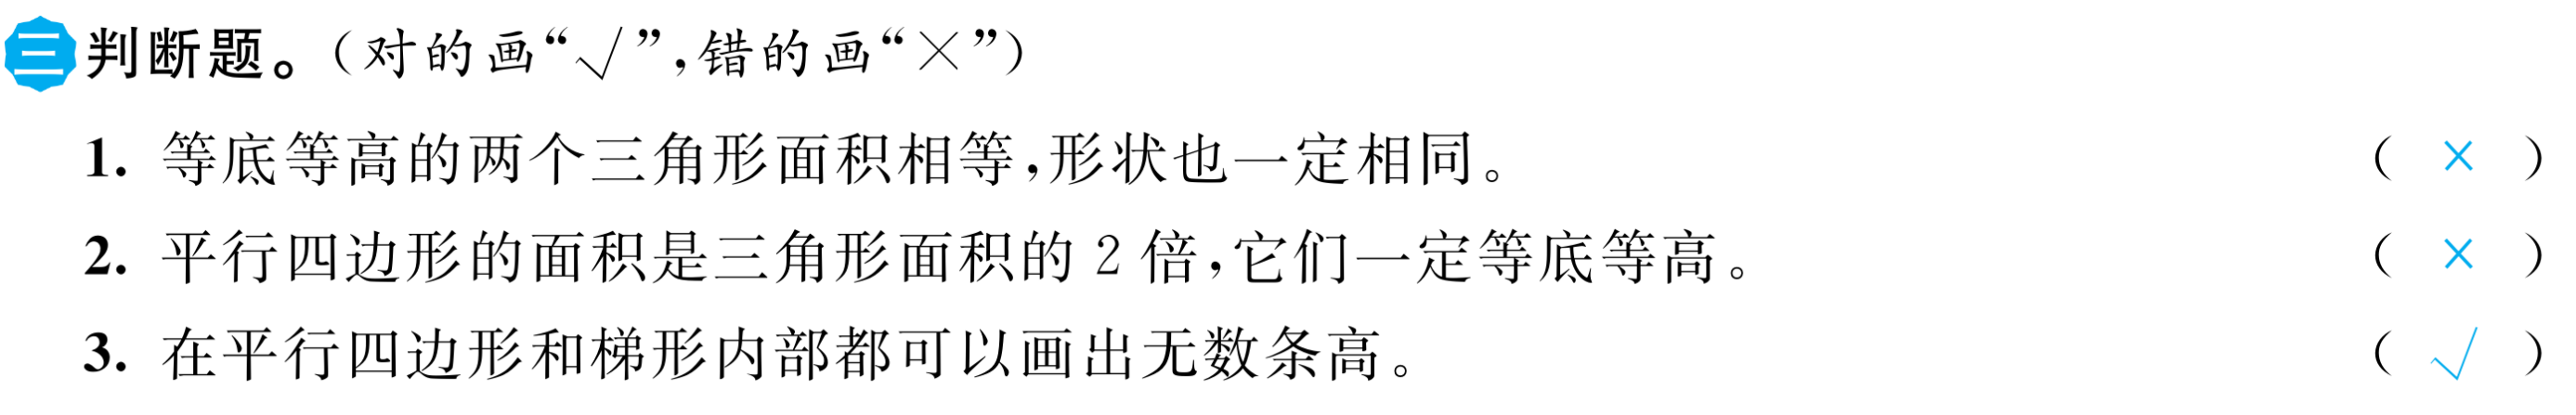 三 判断题。(对的画“√”,错的画“×”)
1. 等底等高的两个三角形面积相等,形状也一定相同。 ( × )
2. 平行四边形的面积是三角形面积的 2 倍,它们一定等底等高。 ( × )
3. 在平行四边形和梯形内部都可以画出无数条高。 ( √ )